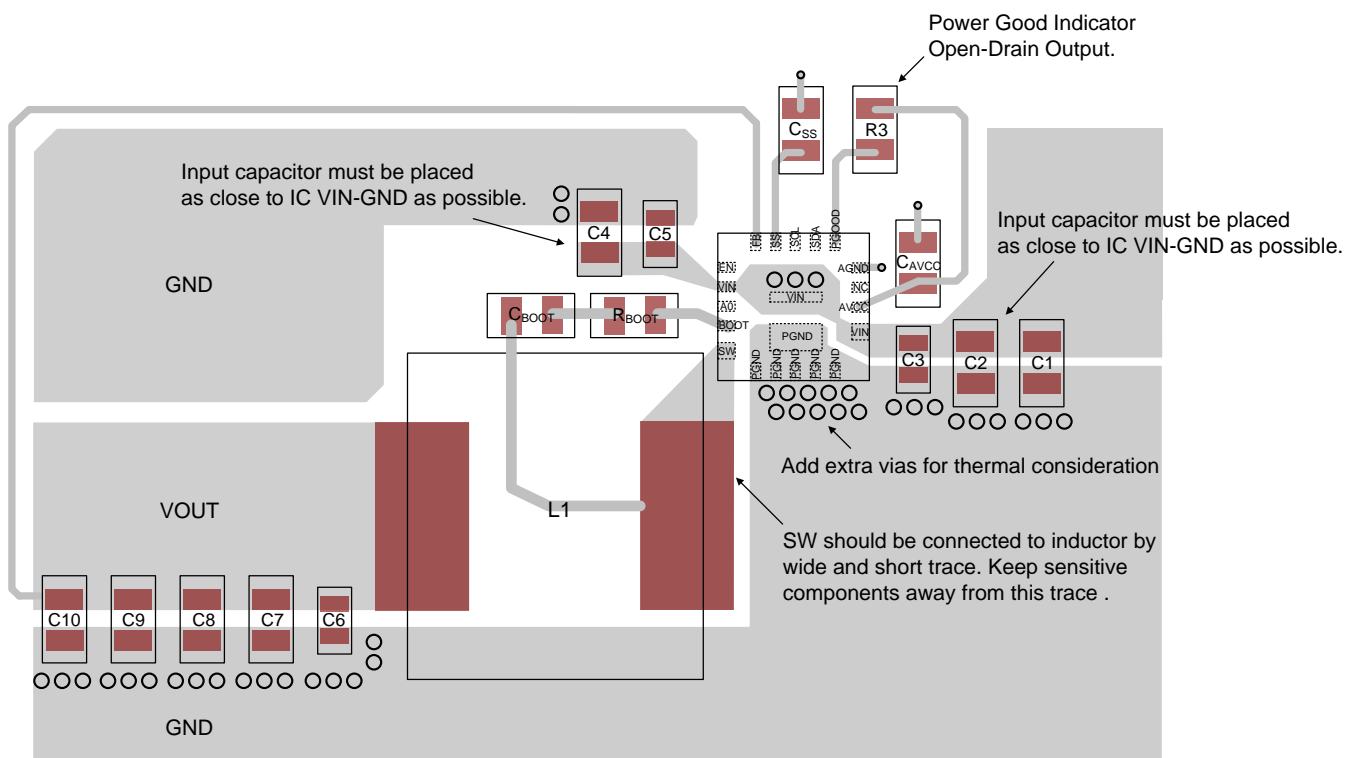 Power Good Indicator
Open-Drain Output.
CSS
R3
Input capacitor must be placed
as close to IC VIN-GND as possible.
C4
C5
GND
Input capacitor must be placed
as close to IC VIN-GND as possible.
FB
SS
SCL
SDA
PGOOD
EN
VIN
A0
BOOT
SW
AGND
NC
AVCC
VIN
VIN
PGND
PGND
PGND
PGND
PGND
PGND
CAVCC
CBOOT
RBOOT
C3
C2
C1
Add extra vias for thermal consideration
VOUT
L1
SW should be connected to inductor by
wide and short trace. Keep sensitive
components away from this trace .
C10
C9
C8
C7
C6
GND